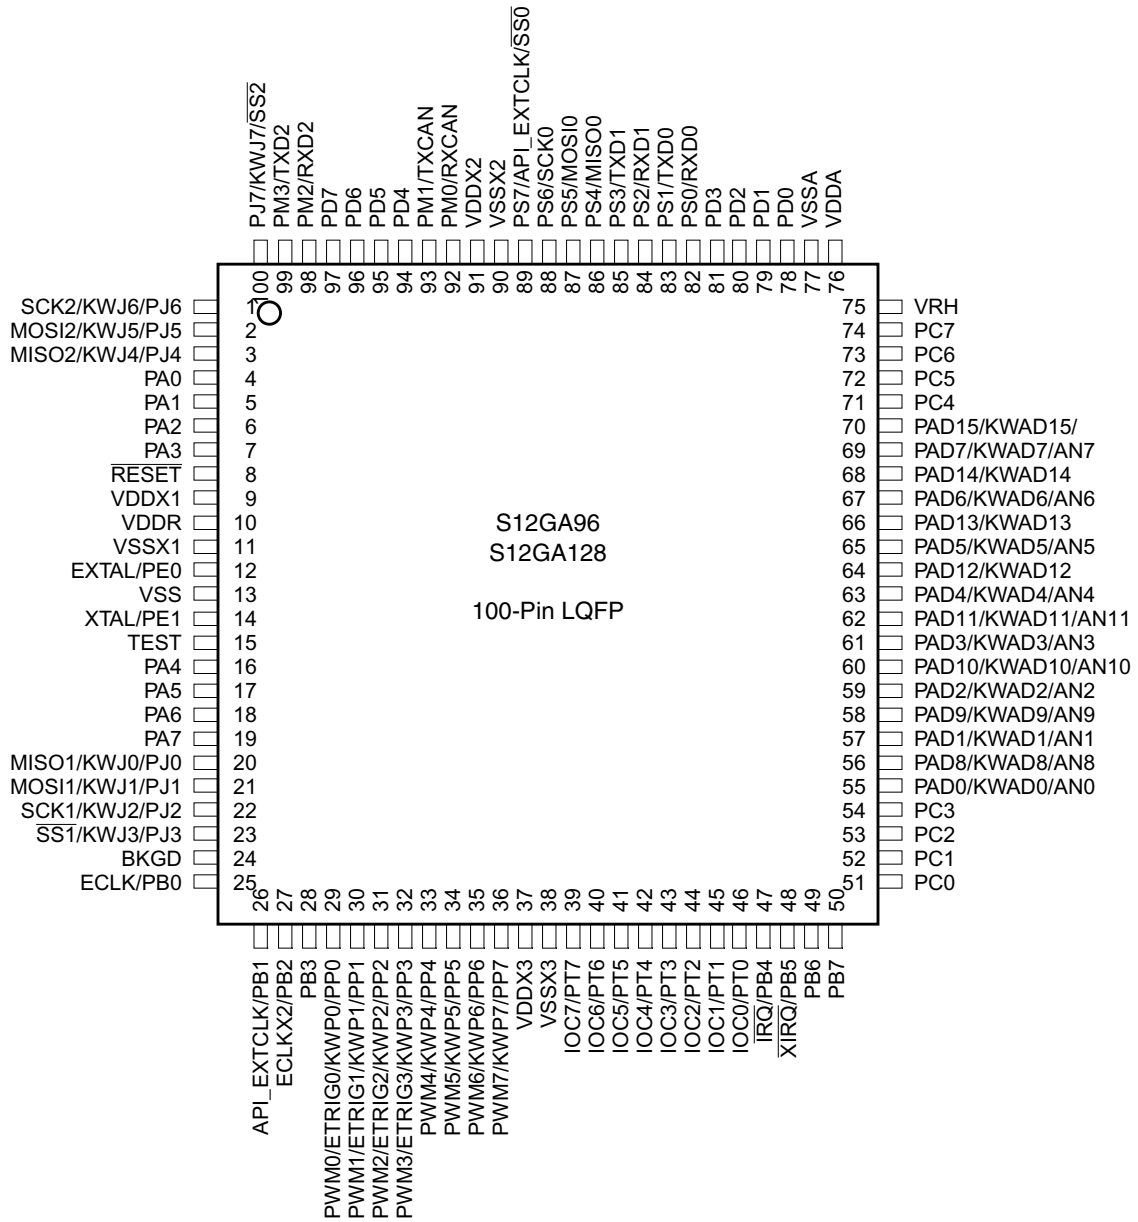 PJ7/KWJ7/S̅S̅2̅
PM3/TXD2
PM2/RXD2
PD7
PD6
PD5
PD4
PM1/TXCAN
PM0/RXCAN
VDDX2
VSSX2
PS7/API_EXTCLK/S̅S̅0̅
PS6/SCK0
PS5/MOSI0
PS4/MISO0
PS3/TXD1
PS2/RXD1
PS1/TXD0
PS0/RXD0
PD3
PD2
PD1
PD0
VSSA
VDDA
100
99
98
97
96
95
94
93
92
91
90
89
88
87
86
85
84
83
82
81
80
79
78
77
76
SCK2/KWJ6/PJ6 1
MOSI2/KWJ5/PJ5 2
MISO2/KWJ4/PJ4 3
PA0 4
PA1 5
PA2 6
PA3 7
R̅E̅S̅E̅T̅ 8
VDDX1 9
VDDR 10
VSSX1 11
EXTAL/PE0 12
VSS 13
XTAL/PE1 14
TEST 15
PA4 16
PA5 17
PA6 18
PA7 19
MISO1/KWJ0/PJ0 20
MOSI1/KWJ1/PJ1 21
SCK1/KWJ2/PJ2 22
S̅S̅1̅/KWJ3/PJ3 23
BKGD 24
ECLK/PB0 25
S12GA96
S12GA128
100-Pin LQFP
75 VRH
74 PC7
73 PC6
72 PC5
71 PC4
70 PAD15/KWAD15/
69 PAD7/KWAD7/AN7
68 PAD14/KWAD14
67 PAD6/KWAD6/AN6
66 PAD13/KWAD13
65 PAD5/KWAD5/AN5
64 PAD12/KWAD12
63 PAD4/KWAD4/AN4
62 PAD11/KWAD11/AN11
61 PAD3/KWAD3/AN3
60 PAD10/KWAD10/AN10
59 PAD2/KWAD2/AN2
58 PAD9/KWAD9/AN9
57 PAD1/KWAD1/AN1
56 PAD8/KWAD8/AN8
55 PAD0/KWAD0/AN0
54 PC3
53 PC2
52 PC1
51 PC0
26
27
28
29
30
31
32
33
34
35
36
37
38
39
40
41
42
43
44
45
46
47
48
49
50
API_EXTCLK/PB1
ECLKX2/PB2
PB3
PWM0/ETRIG0/KWP0/PP0
PWM1/ETRIG1/KWP1/PP1
PWM2/ETRIG2/KWP2/PP2
PWM3/ETRIG3/KWP3/PP3
PWM4/KWP4/PP4
PWM5/KWP5/PP5
PWM6/KWP6/PP6
PWM7/KWP7/PP7
VDDX3
VSSX3
IOC7/PT7
IOC6/PT6
IOC5/PT5
IOC4/PT4
IOC3/PT3
IOC2/PT2
IOC1/PT1
IOC0/PT0
I̅R̅Q̅/PB4
X̅I̅R̅Q̅/PB5
PB6
PB7